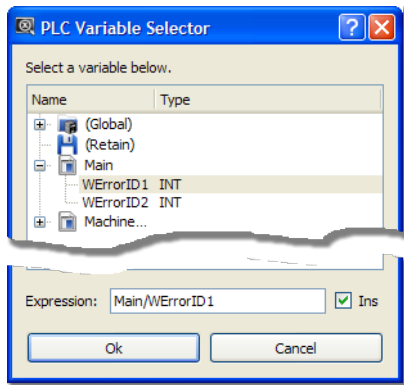 PLC Variable Selector
Select a variable below.
Name Type
(Global)
(Retain)
Main
WErrorID1 INT
WErrorID2 INT
Machine...
Expression: Main/WErrorID1 Ins
Ok Cancel